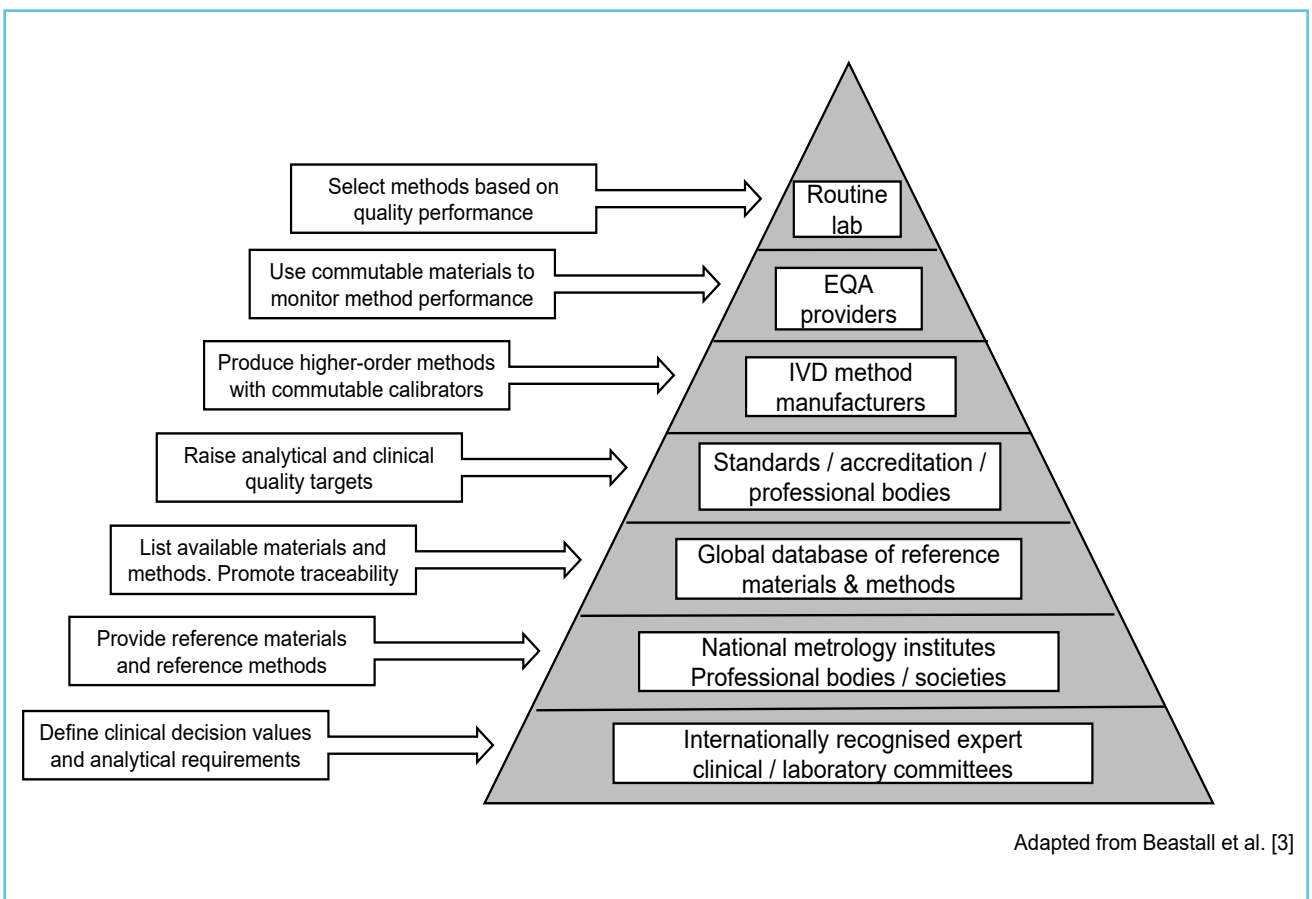 Select methods based on
quality performance
Routine
lab
Use commutable materials to
monitor method performance
EQA
providers
Produce higher-order methods
with commutable calibrators
IVD method
manufacturers
Raise analytical and clinical
quality targets
Standards / accreditation /
professional bodies
List available materials and
methods. Promote traceability
Global database of reference
materials & methods
Provide reference materials
and reference methods
National metrology institutes
Professional bodies / societies
Define clinical decision values
and analytical requirements
Internationally recognised expert
clinical / laboratory committees
Adapted from Beastall et al. [3]